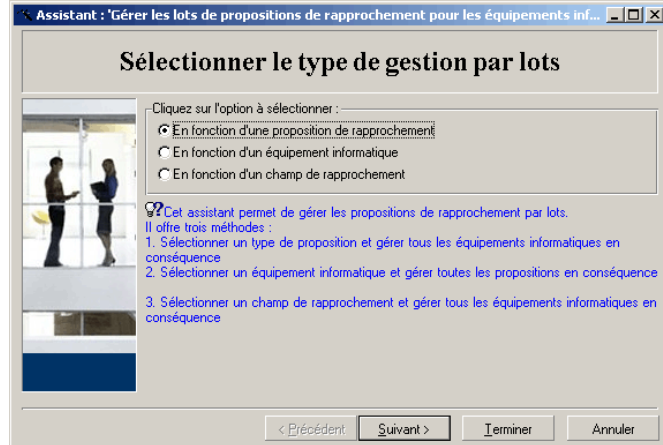 Assistant : 'Gérer les lots de propositions de rapprochement pour les équipements inf...
Sélectionner le type de gestion par lots
Cliquez sur l'option à sélectionner :
En fonction d'une proposition de rapprochement
En fonction d'un équipement informatique
En fonction d'un champ de rapprochement
Cet assistant permet de gérer les propositions de rapprochement par lots.
Il offre trois méthodes :
1. Sélectionner un type de proposition et gérer tous les équipements informatiques en
conséquence
2. Sélectionner un équipement informatique et gérer toutes les propositions en conséquence
3. Sélectionner un champ de rapprochement et gérer tous les équipements informatiques en
conséquence
< Précédent Suivant > Terminer Annuler